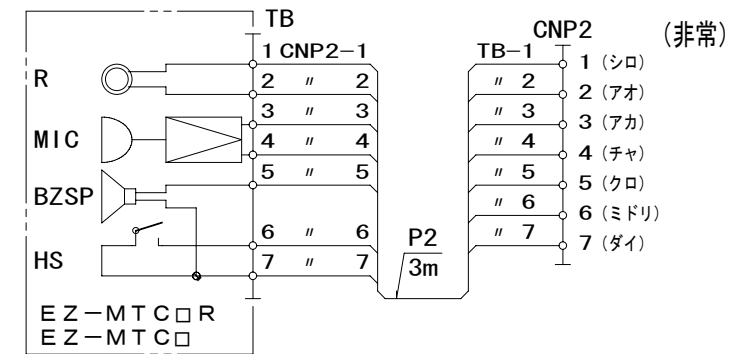 TB
CNP2 (非常)
1 CNP2-1 TB-1 1 (シロ)
R 2 〃 2 〃 2 2 (アオ)
3 〃 3 〃 3 3 (アカ)
MIC 4 〃 4 〃 4 4 (チャ)
5 〃 5 〃 5 5 (クロ)
BZSP 〃 6 6 (ミドリ)
6 〃 6 P2 〃 7 7 (ダイ)
HS 7 〃 7 3m
EZ-MTC□R
EZ-MTC□